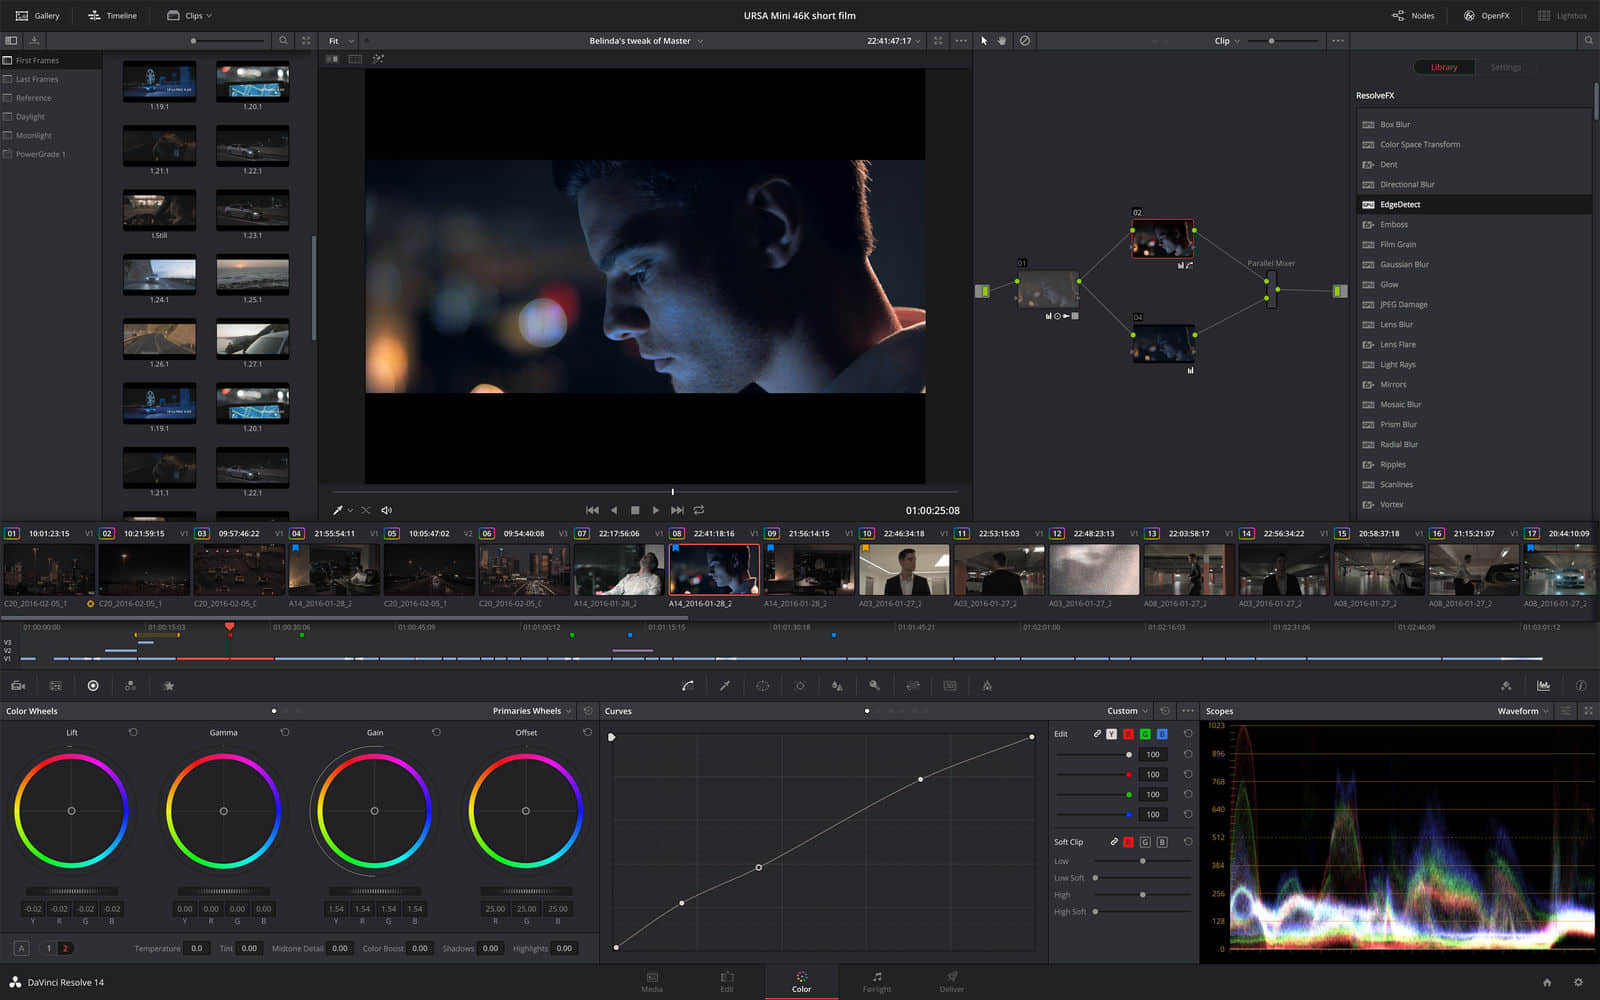 Gallery Timeline Clips URSA Mini 46K short film Nodes OpenFX Lightbox
Fit Belinda's tweak of Master 22:41:47:17 Clip
First Frames
Last Frames
Reference
Daylight
Moonlight
PowerGrade 1
1.19.1 1.20.1
1.21.1 1.22.1
I.Still 1.23.1
1.24.1 1.25.1
1.26.1 1.27.1
1.19.1 1.20.1
1.21.1 1.22.1
01:00:25:08
01
02
04
Parallel Mixer
Library Settings
ResolveFX
Box Blur
Color Space Transform
Dent
Directional Blur
EdgeDetect
Emboss
Film Grain
Gaussian Blur
Glow
JPEG Damage
Lens Blur
Lens Flare
Light Rays
Mirrors
Mosaic Blur
Prism Blur
Radial Blur
Ripples
Scanlines
Vortex
01 10:01:23:15 V1 02 10:21:59:15 V1 03 09:57:46:22 V1 04 21:55:54:11 V1 05 10:05:47:02 V2 06 09:54:40:08 V3 07 22:17:56:06 V1 08 22:41:18:16 V1 09 21:56:14:15 V1 10 22:46:34:18 V1 11 22:53:15:03 V1 12 22:48:23:13 V1 13 22:03:58:17 V1 14 22:56:34:22 V1 15 20:58:37:18 V1 16 21:15:21:07 V1 17 20:44:10:09
C20_2016-02-05_1 C20_2016-02-05_1 C20_2016-02-05_C A14_2016-01-28_2 C20_2016-02-05_1 C20_2016-02-05_C A14_2016-01-28_2 A14_2016-01-28_2 A14_2016-01-28_2 A03_2016-01-27_2 A03_2016-01-27_2 A03_2016-01-27_2 A08_2016-01-27_2 A03_2016-01-27_2 A08_2016-01-27_2 A08_2016-01-27_2 A08_2016-01-27_2
01:00:00:00 01:00:15:03 01:00:30:06 01:00:45:09 01:01:00:12 01:01:15:15 01:01:30:18 01:01:45:21 01:02:01:00 01:02:16:03 01:02:31:06 01:02:46:09 01:03:01:12
V3
V2
V1
Color Wheels Primaries Wheels Curves Custom Scopes Waveform
Lift Gamma Gain Offset
-0.02 -0.02 -0.02 -0.02 0.00 0.00 0.00 0.00 1.54 1.54 1.54 1.54 25.00 25.00 25.00
Y R G B Y R G B Y R G B R G B
A 1 2 Temperature 0.0 Tint 0.00 Midtone Detail 0.00 Color Boost 0.00 Shadows 0.00 Highlights 0.00
Edit Y R G B
100
100
100
100
Soft Clip R G B
Low
Low Soft
High
High Soft
1023
896
768
640
512
384
256
128
0
DaVinci Resolve 14 Media Edit Color Fairlight Deliver